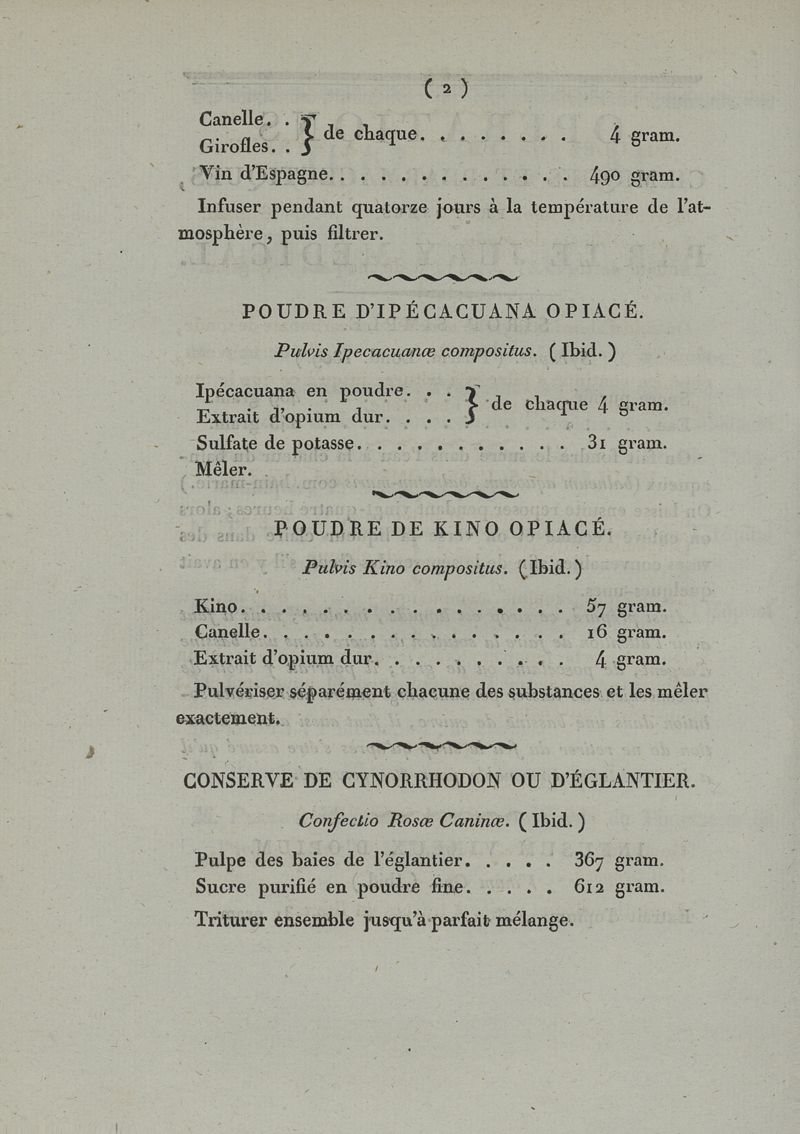 ( 2 )
Canelle. . } de chaque. . . . . . . . 4 gram.
Girofles. .
Vin d'Espagne. . . . . . . . . . . . . 490 gram.
Infuser pendant quatorze jours à la température de l'at-
mosphère, puis filtrer.
POUDRE D'IPÉCACUANA OPIACÉ.
Pulvis Ipecacuanæ compositus. ( Ibid. )
Ipécacuana en poudre. . . } de chaque 4 gram.
Extrait d'opium dur. . . .
Sulfate de potasse. . . . . . . . . . . 31 gram.
Mêler.
POUDRE DE KINO OPIACÉ.
Pulvis Kino compositus. ( Ibid. )
Kino. . . . . . . . . . . . . . . . 57 gram.
Canelle. . . . . . . . . . . . . . . 16 gram.
Extrait d'opium dur. . . . . . . . . . 4 gram.
Pulvériser séparément chacune des substances et les mêler
exactement.
CONSERVE DE CYNORRHODON OU D'ÉGLANTIER.
Confectio Rosæ Caninæ. ( Ibid. )
Pulpe des baies de l'églantier. . . . . 367 gram.
Sucre purifié en poudre fine. . . . . 612 gram.
Triturer ensemble jusqu'à parfait mélange.